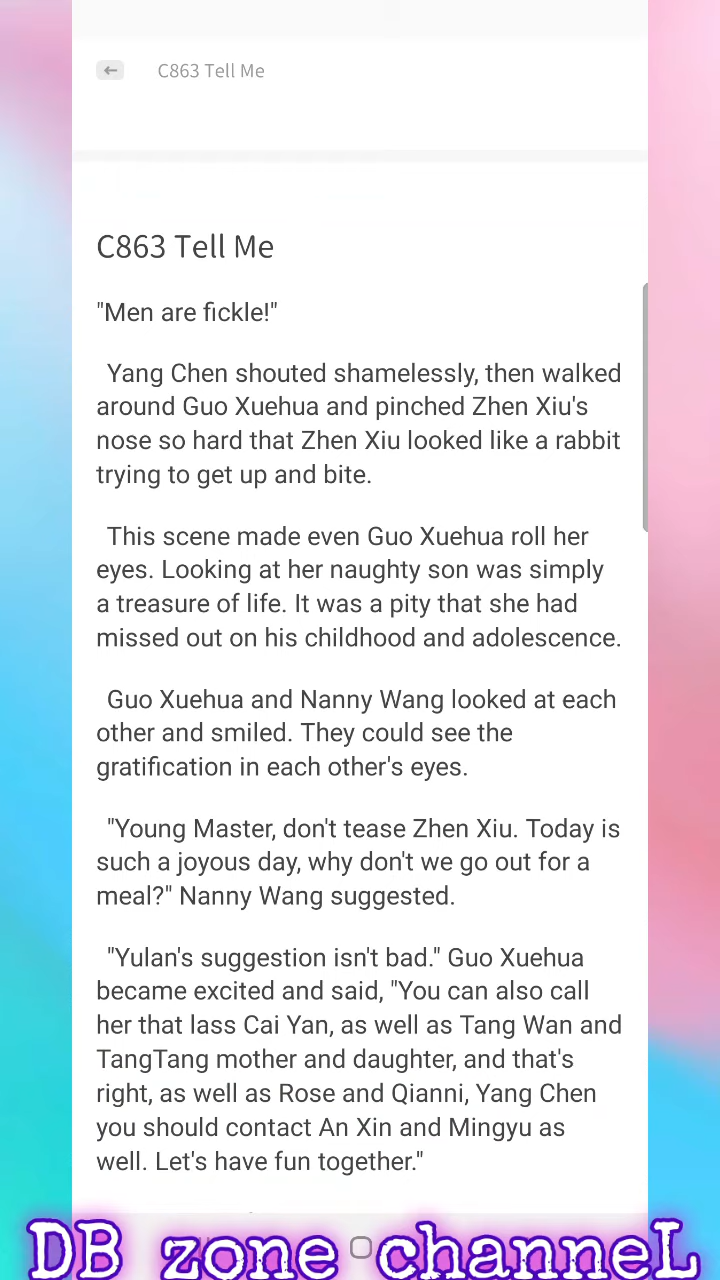 C863 Tell Me
C863 Tell Me
"Men are fickle!"
Yang Chen shouted shamelessly, then walked
around Guo Xuehua and pinched Zhen Xiu's
nose so hard that Zhen Xiu looked like a rabbit
trying to get up and bite.
This scene made even Guo Xuehua roll her
eyes. Looking at her naughty son was simply
a treasure of life. It was a pity that she had
missed out on his childhood and adolescence.
Guo Xuehua and Nanny Wang looked at each
other and smiled. They could see the
gratification in each other's eyes.
"Young Master, don't tease Zhen Xiu. Today is
such a joyous day, why don't we go out for a
meal?" Nanny Wang suggested.
"Yulan's suggestion isn't bad." Guo Xuehua
became excited and said, "You can also call
her that lass Cai Yan, as well as Tang Wan and
TangTang mother and daughter, and that's
right, as well as Rose and Qianni, Yang Chen
you should contact An Xin and Mingyu as
well. Let's have fun together."
DB zone channeL